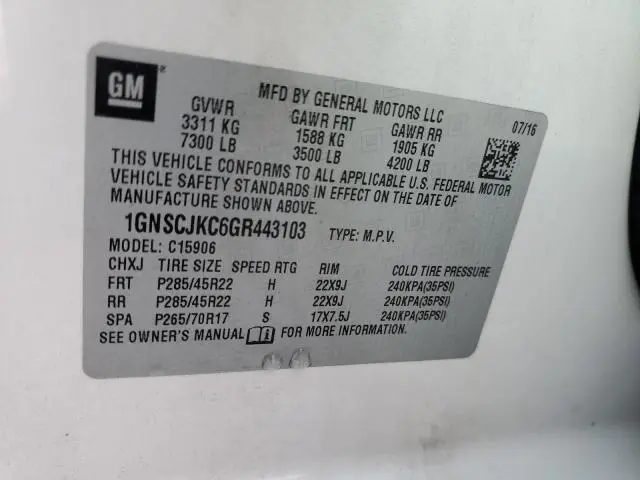 GM
MFD BY GENERAL MOTORS LLC
GVWR GAWR FRT GAWR RR 07/16
3311 KG 1588 KG 1905 KG
7300 LB 3500 LB 4200 LB
THIS VEHICLE CONFORMS TO ALL APPLICABLE U.S. FEDERAL MOTOR
VEHICLE SAFETY STANDARDS IN EFFECT ON THE DATE OF
MANUFACTURE SHOWN ABOVE.
1GNSCJKC6GR443103 TYPE: M.P.V.
MODEL: C15906
CHXJ TIRE SIZE SPEED RTG RIM COLD TIRE PRESSURE
FRT P285/45R22 H 22X9J 240KPA(35PSI)
RR P285/45R22 H 22X9J 240KPA(35PSI)
SPA P265/70R17 S 17X7.5J 240KPA(35PSI)
SEE OWNER'S MANUAL FOR MORE INFORMATION.